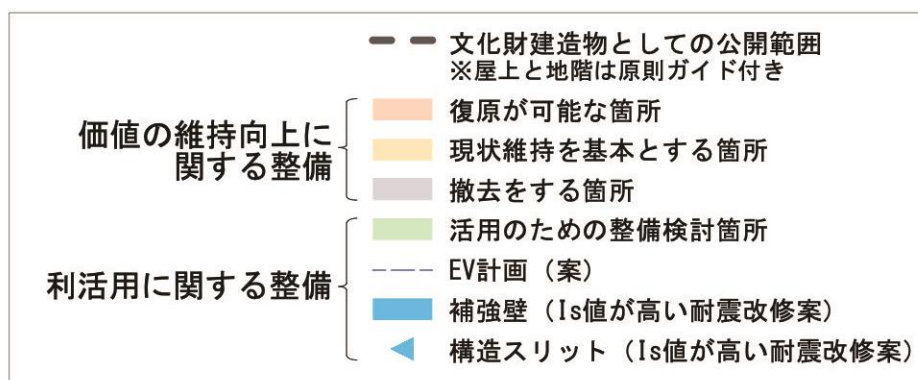 文化財建造物としての公開範囲
※屋上と地階は原則ガイド付き
価値の維持向上に
関する整備
復原が可能な箇所
現状維持を基本とする箇所
撤去をする箇所
利活用に関する整備
活用のための整備検討箇所
EV計画（案）
補強壁（Is値が高い耐震改修案）
構造スリット（Is値が高い耐震改修案）